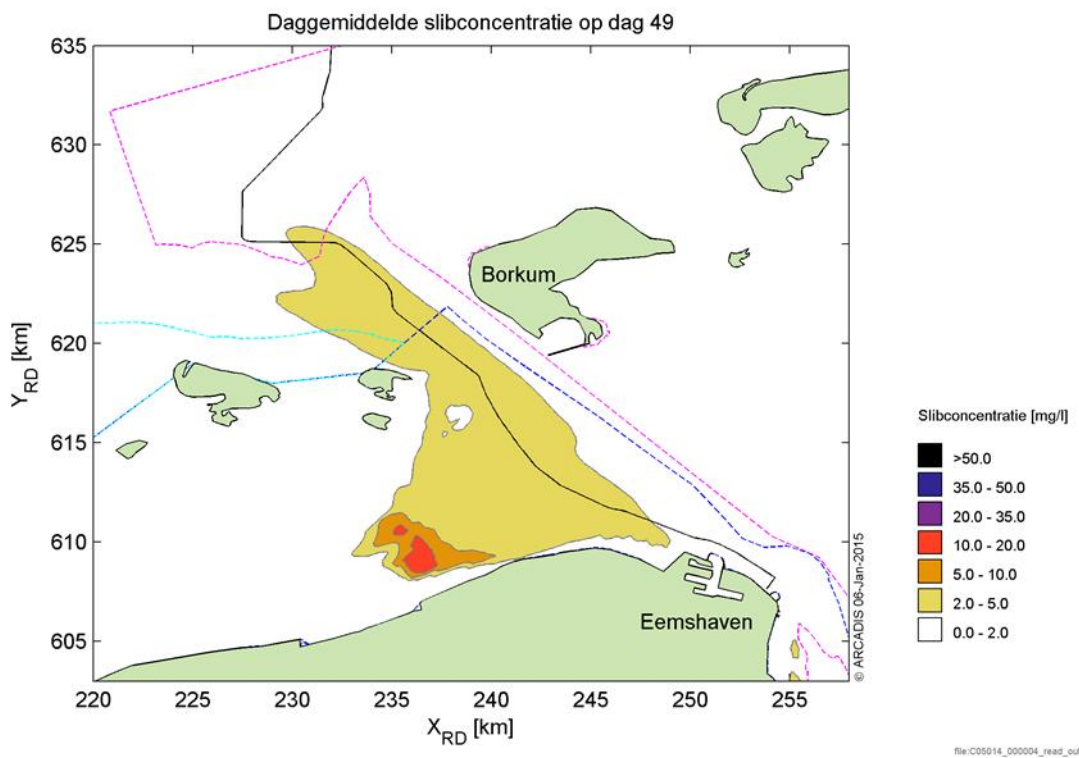 Daggemiddelde slibconcentratie op dag 49
635
630
625
620
615
610
605
Y_RD [km]
Borkum
Eemshaven
© ARCADIS 06-Jan-2015
220 225 230 235 240 245 250 255
X_RD [km]
Slibconcentratie [mg/l]
>50.0
35.0 - 50.0
20.0 - 35.0
10.0 - 20.0
5.0 - 10.0
2.0 - 5.0
0.0 - 2.0
file:C05014_000004_read_out